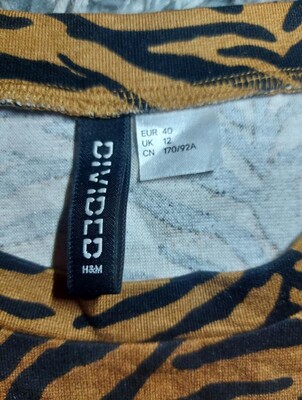 DIVIDED
H&M
EUR 40
UK 12
CN 170/92A